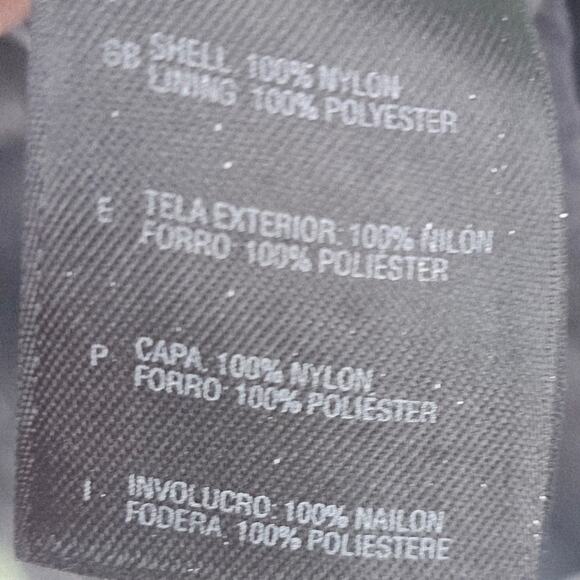 GB SHELL 100% NYLON
LINING 100% POLYESTER
E TELA EXTERIOR: 100% NILÓN
FORRO: 100% POLIÉSTER
P CAPA. 100% NYLON
FORRO 100% POLIÉSTER
I INVOLUCRO: 100% NAILON
FODERA. 100% POLIESTERE